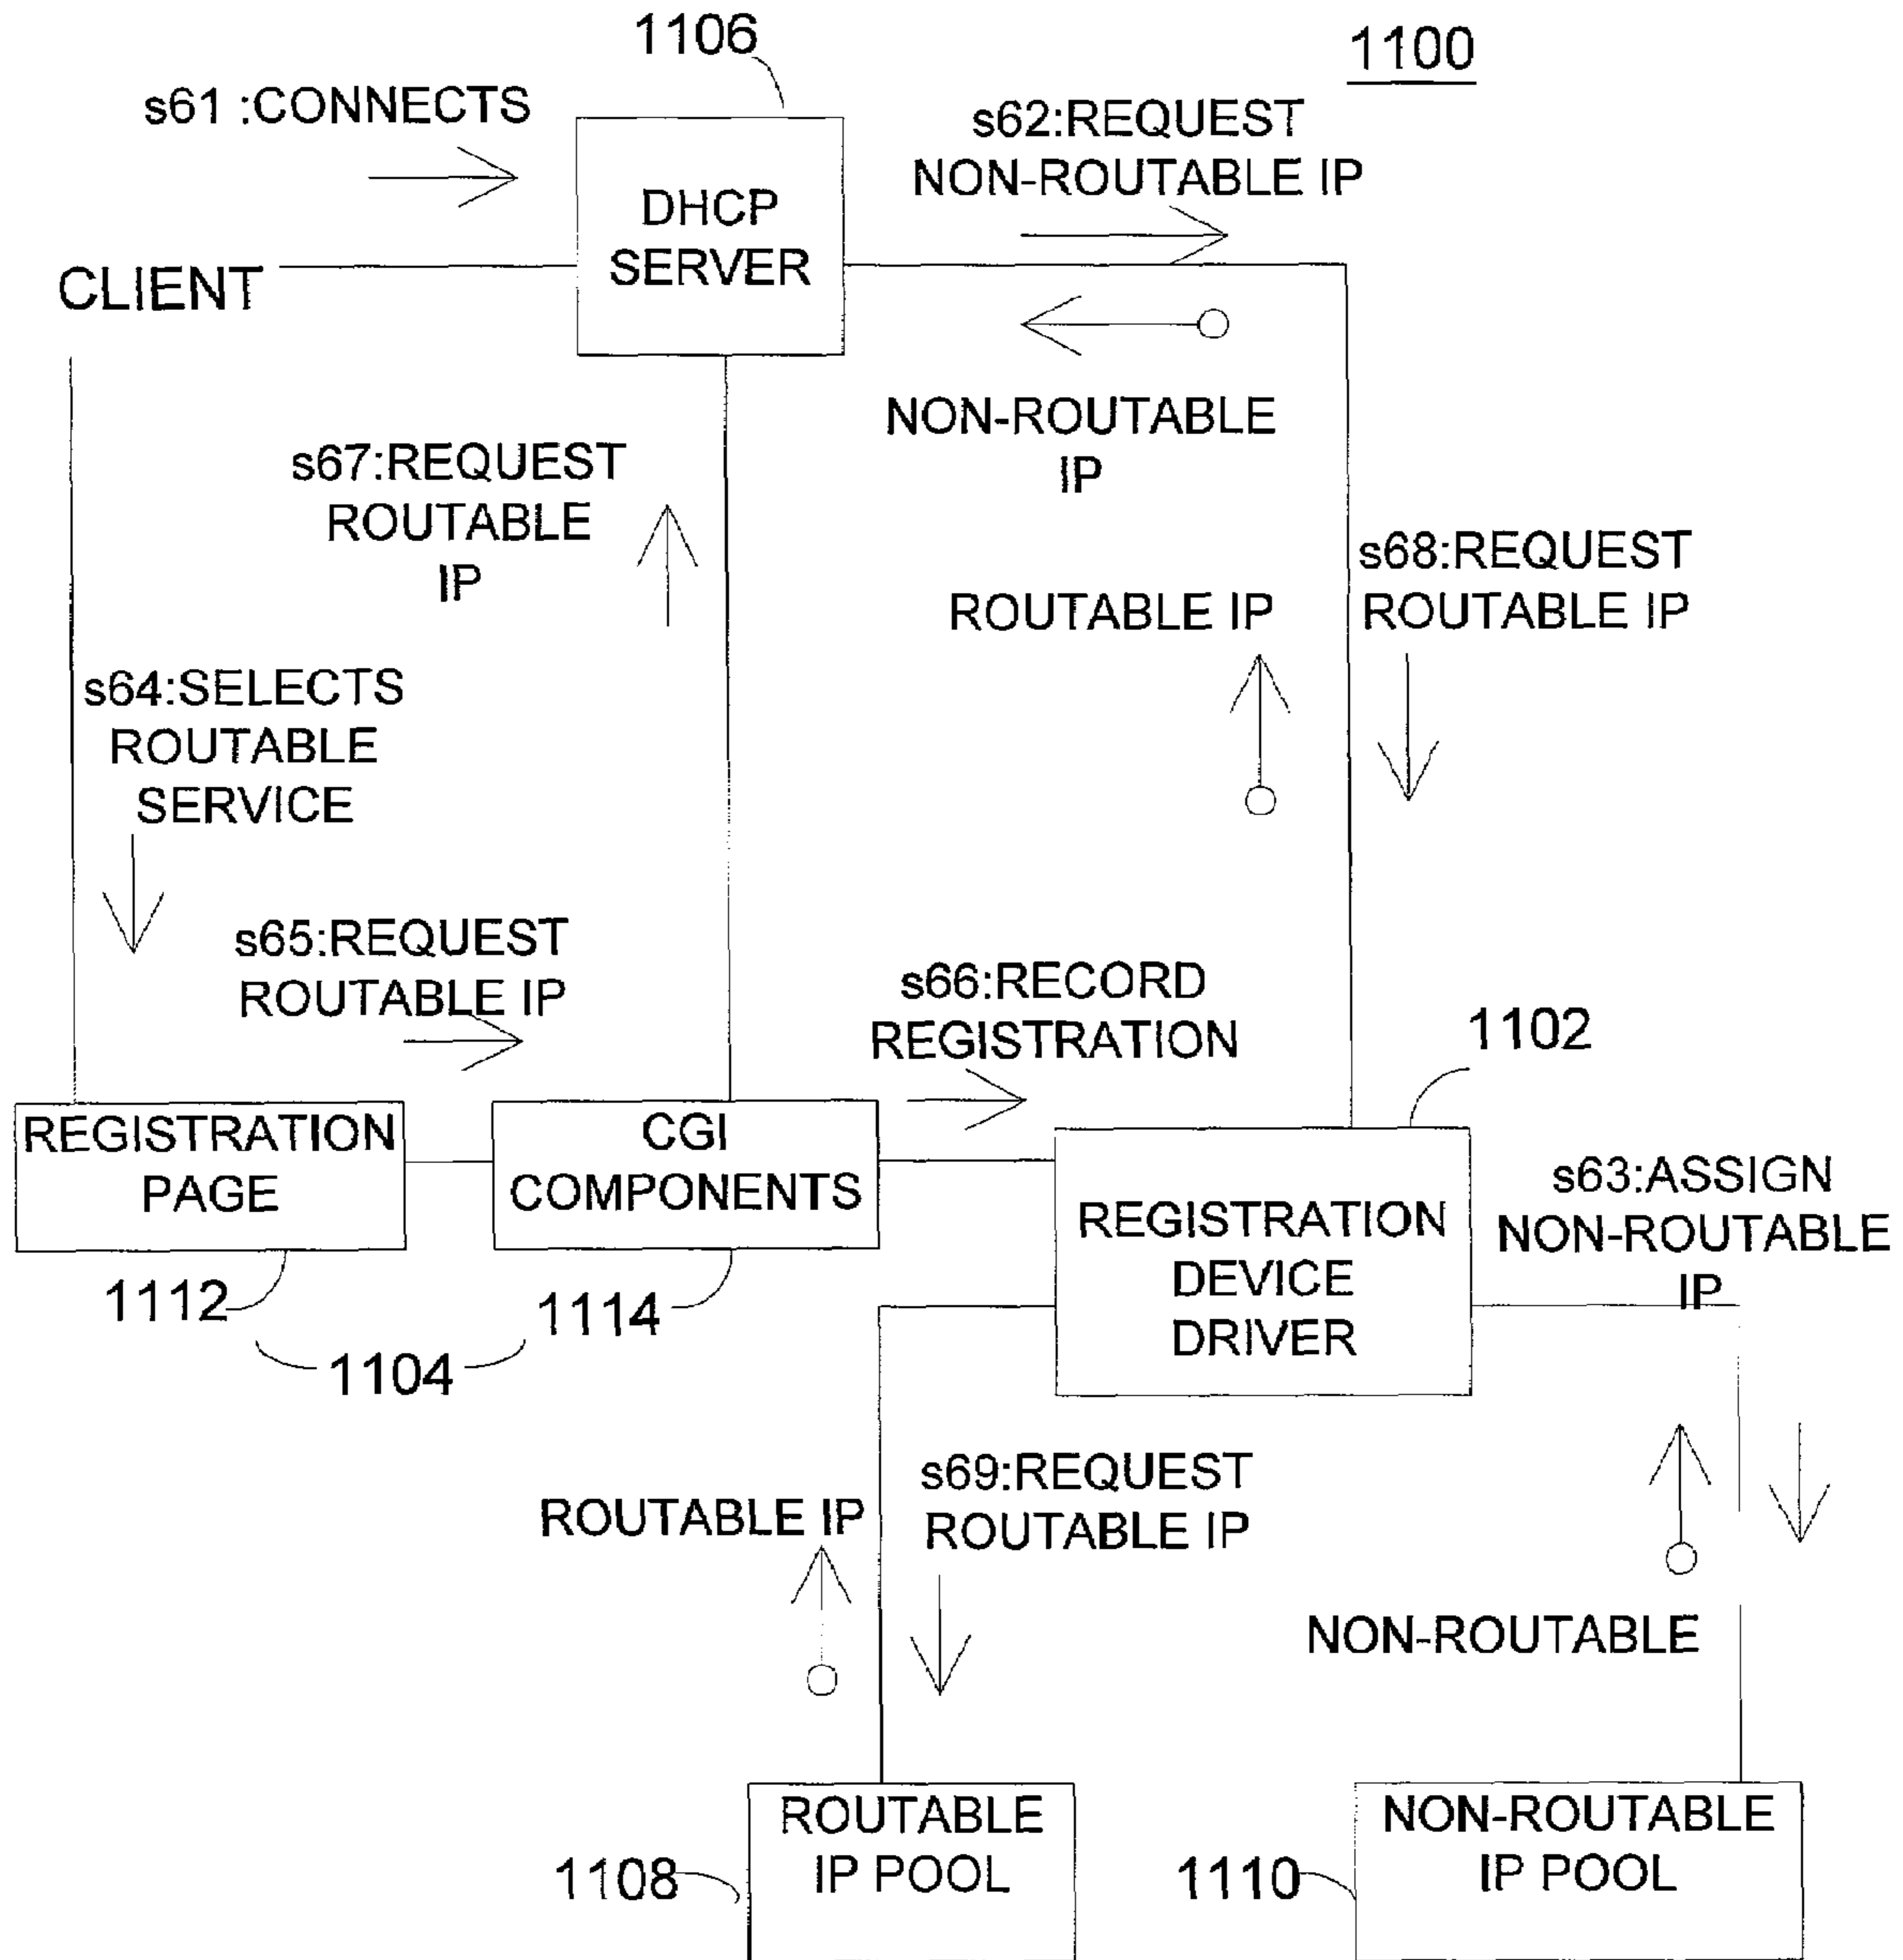 1106
1100
s61 :CONNECTS
s62:REQUEST
NON-ROUTABLE IP
DHCP
SERVER
CLIENT
NON-ROUTABLE
IP
s67:REQUEST
ROUTABLE
IP
s68:REQUEST
ROUTABLE IP
ROUTABLE IP
s64:SELECTS
ROUTABLE
SERVICE
s65:REQUEST
ROUTABLE IP
s66:RECORD
REGISTRATION
1102
REGISTRATION
PAGE
CGI
COMPONENTS
REGISTRATION
DEVICE
DRIVER
s63:ASSIGN
NON-ROUTABLE
IP
1112
1114
1104
ROUTABLE IP
s69:REQUEST
ROUTABLE IP
NON-ROUTABLE
ROUTABLE
IP POOL
1108
NON-ROUTABLE
IP POOL
1110